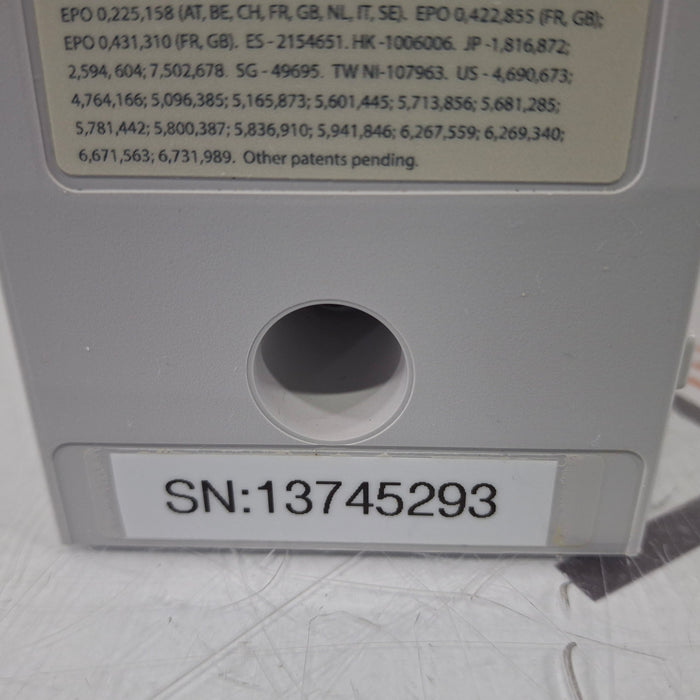 EPO 0,225,158 (AT, BE, CH, FR, GB, NL, IT, SE). EPO 0,422,855 (FR, GB);
EPO 0,431,310 (FR, GB). ES - 2154651. HK -1006006. JP -1,816,872;
2,594, 604; 7,502,678. SG - 49695. TW NI-107963. US - 4,690,673;
4,764,166; 5,096,385; 5,165,873; 5,601,445; 5,713,856; 5,681,285;
5,781,442; 5,800,387; 5,836,910; 5,941,846; 6,267,559; 6,269,340;
6,671,563; 6,731,989. Other patents pending.
SN:13745293